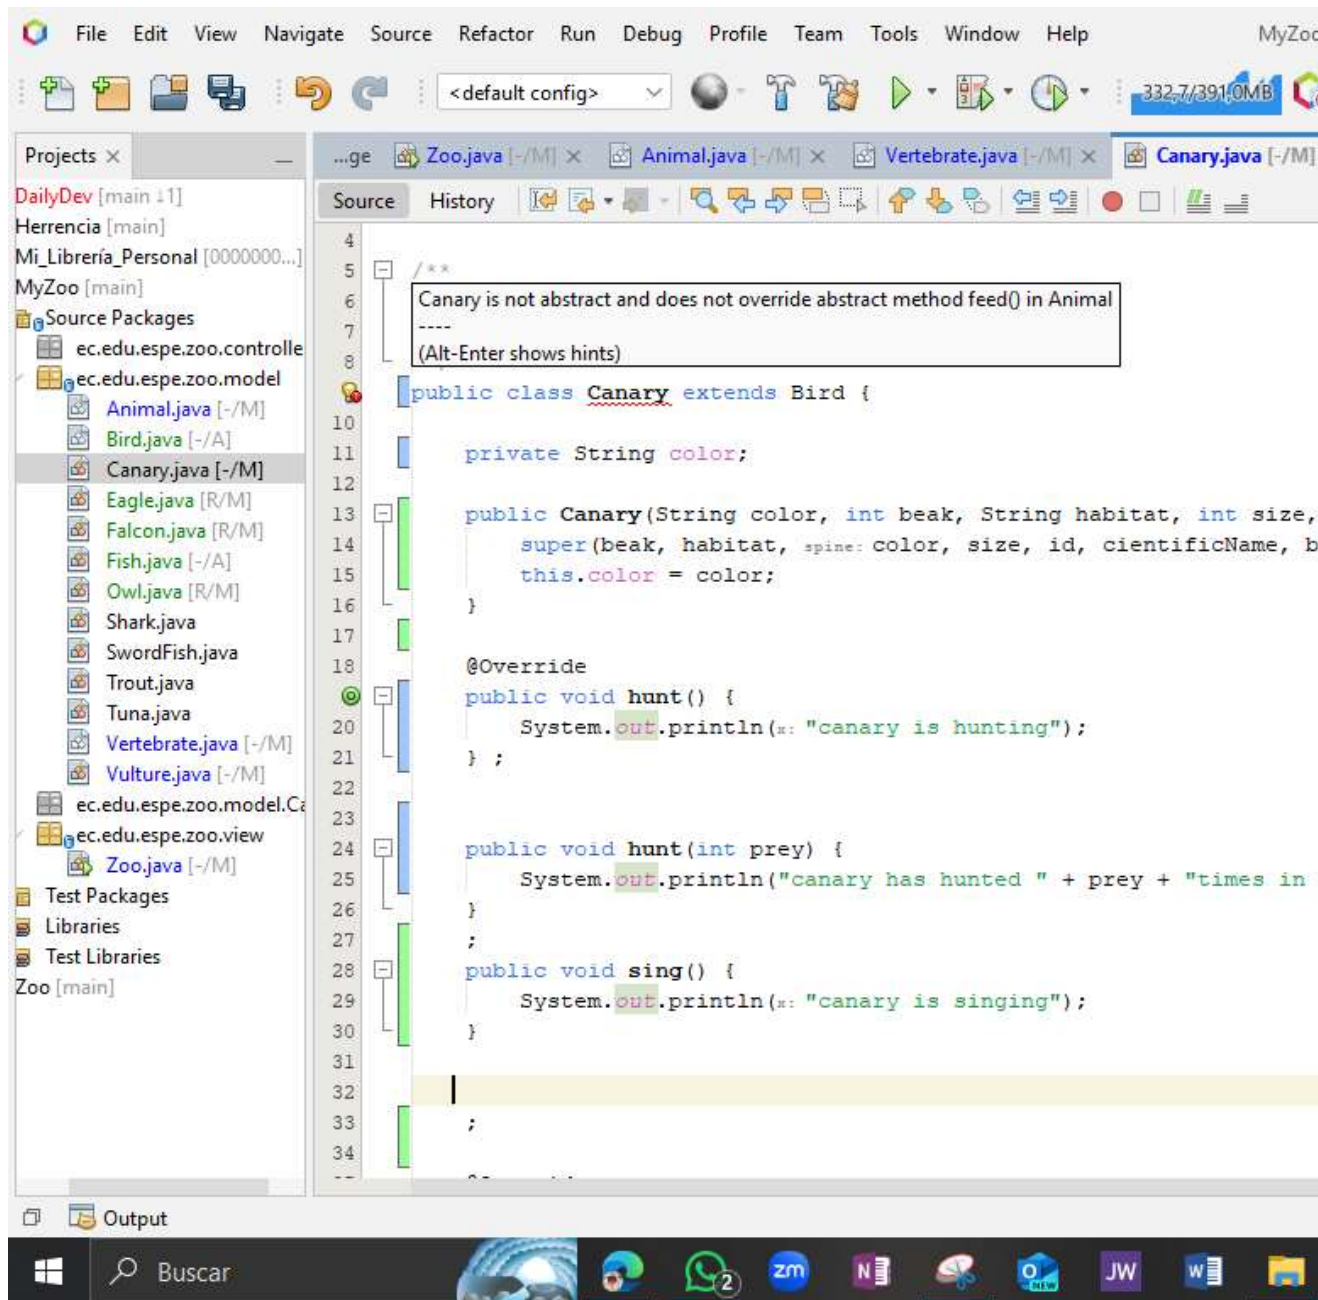 File Edit View Navigate Source Refactor Run Debug Profile Team Tools Window Help MyZoo
<default config> 332,7/391,0MB
Projects
...ge Zoo.java [-/M] Animal.java [-/M] Vertebrate.java [-/M] Canary.java [-/M]
Source History
DailyDev [main ↓1]
Herrencia [main]
Mi_Librería_Personal [0000000...]
MyZoo [main]
Source Packages
ec.edu.espe.zoo.controlle
ec.edu.espe.zoo.model
Animal.java [-/M]
Bird.java [-/A]
Canary.java [-/M]
Eagle.java [R/M]
Falcon.java [R/M]
Fish.java [-/A]
Owl.java [R/M]
Shark.java
SwordFish.java
Trout.java
Tuna.java
Vertebrate.java [-/M]
Vulture.java [-/M]
ec.edu.espe.zoo.model.Ca
ec.edu.espe.zoo.view
Zoo.java [-/M]
Test Packages
Libraries
Test Libraries
Zoo [main]
4
5 /**
6
Canary is not abstract and does not override abstract method feed() in Animal
7 ----
8 (Alt-Enter shows hints)
public class Canary extends Bird {
10
11 private String color;
12
13 public Canary(String color, int beak, String habitat, int size,
14 super(beak, habitat, spine: color, size, id, cientificName, b
15 this.color = color;
16 }
17
18 @Override
public void hunt() {
20 System.out.println(x: "canary is hunting");
21 } ;
22
23
24 public void hunt(int prey) {
25 System.out.println("canary has hunted " + prey + "times in
26 }
27 ;
28 public void sing() {
29 System.out.println(x: "canary is singing");
30 }
31
32
33 ;
34
Output
Buscar
2
zm
N
NEW
JW
W